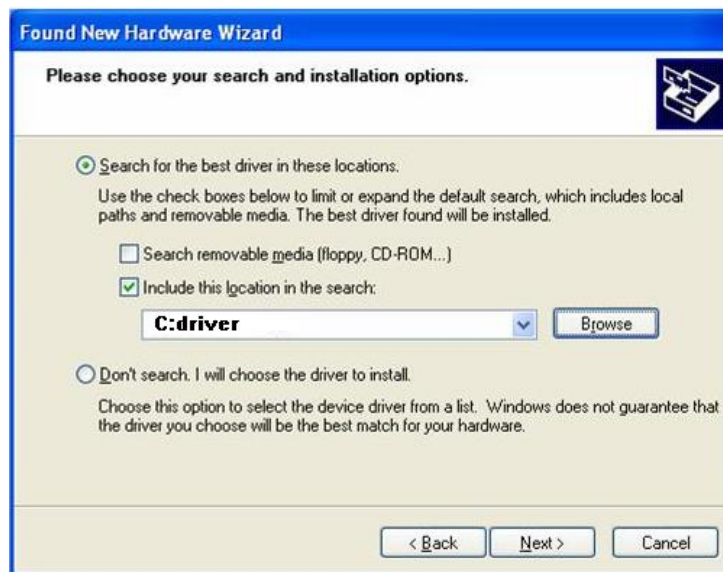 Found New Hardware Wizard
Please choose your search and installation options.
Search for the best driver in these locations.
Use the check boxes below to limit or expand the default search, which includes local
paths and removable media. The best driver found will be installed.
Search removable media (floppy, CD-ROM...)
Include this location in the search:
C:driver
Browse
Don't search. I will choose the driver to install.
Choose this option to select the device driver from a list. Windows does not guarantee that
the driver you choose will be the best match for your hardware.
< Back Next > Cancel